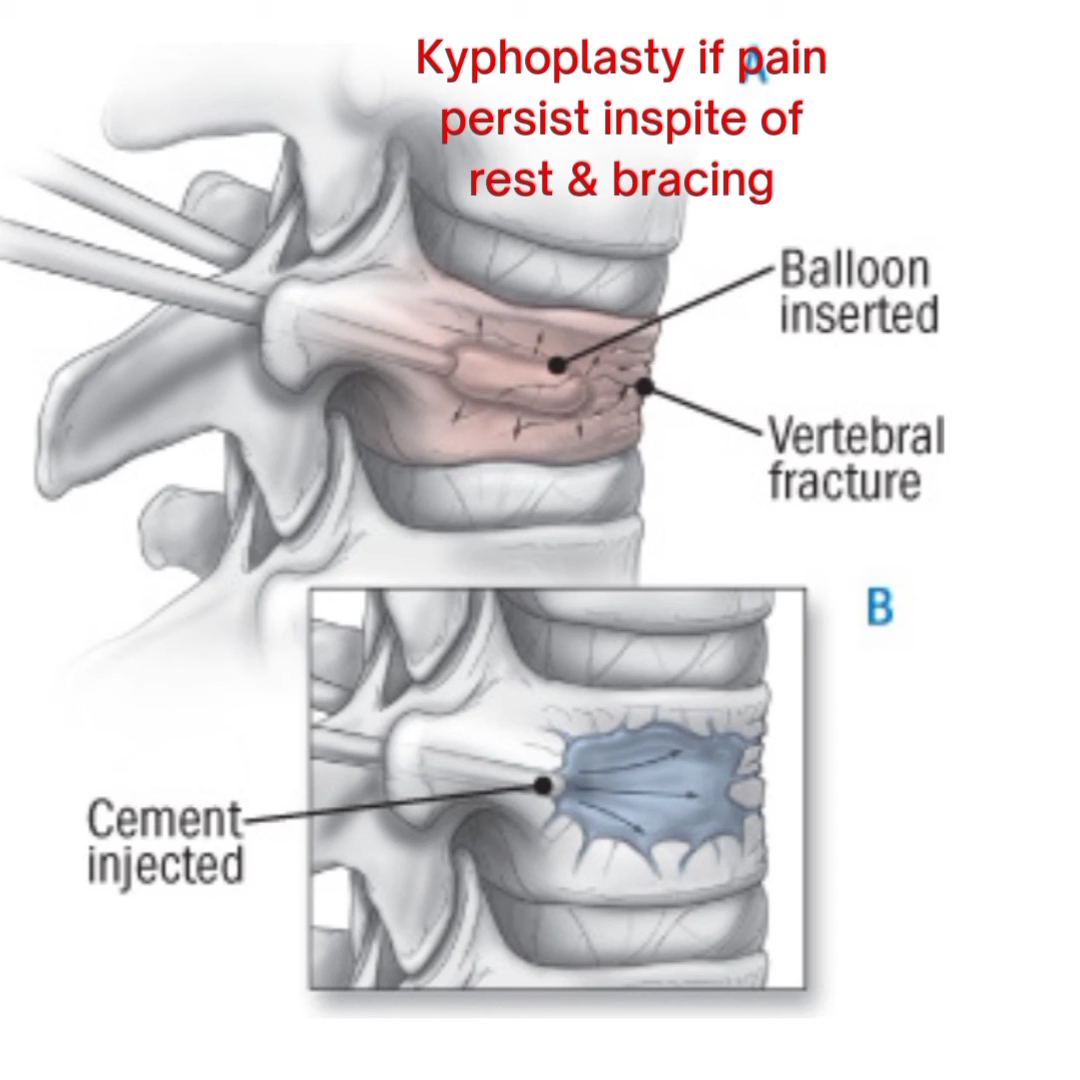 Kyphoplasty if pain
persist inspite of
rest & bracing
A
Balloon
inserted
Vertebral
fracture
B
Cement
injected